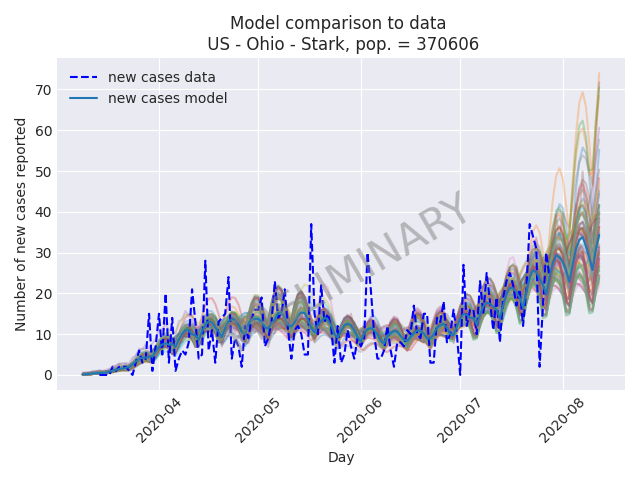 Model comparison to data
US - Ohio - Stark, pop. = 370606
new cases data
new cases model
Number of new cases reported
70
60
50
40
30
20
10
0
2020-04
2020-05
2020-06
2020-07
2020-08
Day